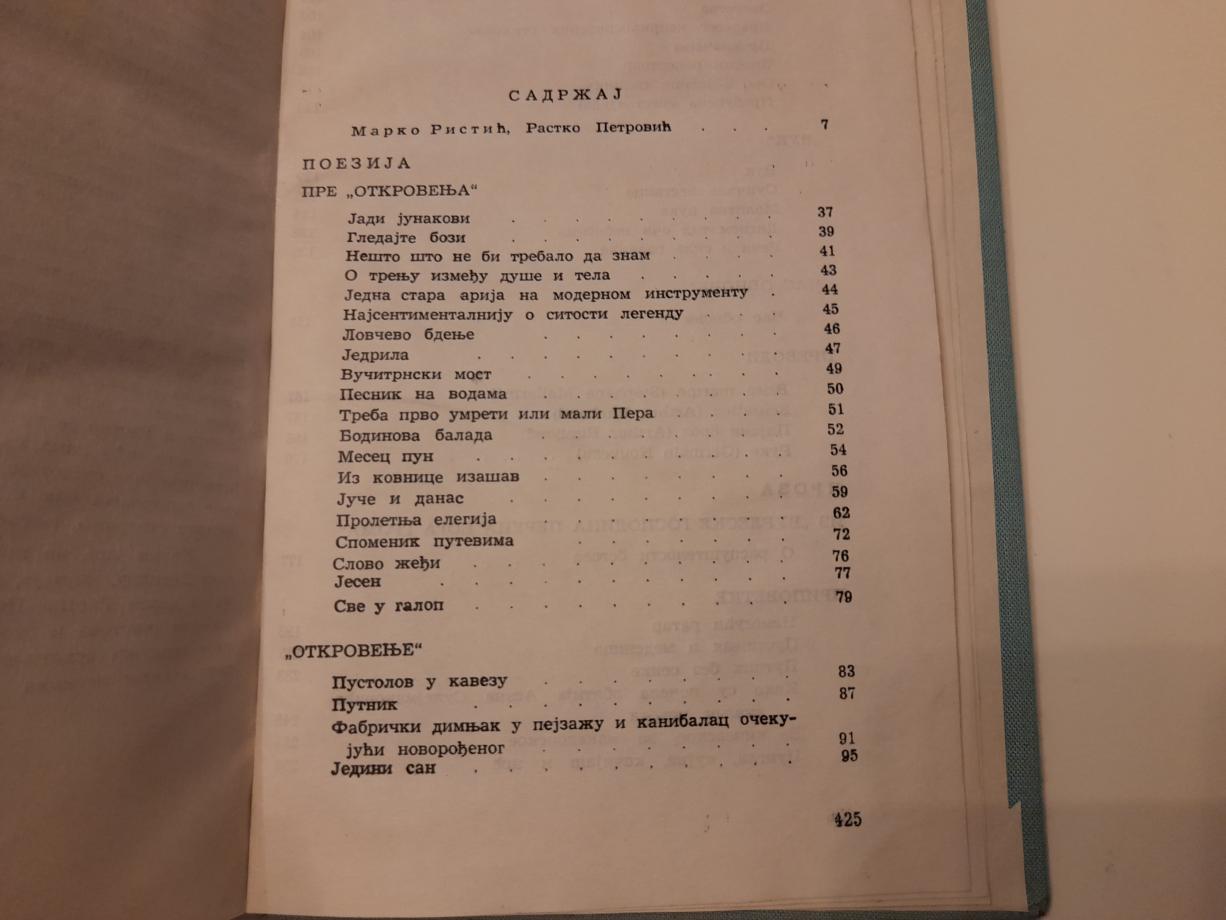 САДРЖАЈ
Марко Ристић, Растко Петровић . . . 7
ПОЕЗИЈА
ПРЕ „ОТКРОВЕЊА“
Јади јунакови . . . . . . . . 37
Гледајте бози . . . . . . . . 39
Нешто што не би требало да знам . . . . 41
О трењу између душе и тела . . . . . 43
Једна стара арија на модерном инструменту . 44
Најсентименталнију о ситости легенду . . . 45
Ловчево бдење . . . . . . . 46
Једрила . . . . . . . . . 47
Вучитрнски мост . . . . . . . . 49
Песник на водама . . . . . . . 50
Треба прво умрети или мали Пера . . . 51
Бодинова балада . . . . . . . 52
Месец пун . . . . . . . . . 54
Из ковнице изашав . . . . . . . 56
Јуче и данас . . . . . . . . 59
Пролетња елегија . . . . . . . 62
Споменик путевима . . . . . . . 72
Слово жеђи . . . . . . . . . 76
Јесен . . . . . . . . . . 77
Све у галоп . . . . . . . . . 79
„ОТКРОВЕЊЕ“
Пустолов у кавезу . . . . . . . 83
Путник . . . . . . . . . 87
Фабрички димњак у пејзажу и канибалац очеку-
јући новорођеног . . . . . . . 91
Једини сан . . . . . . . . . 95
425